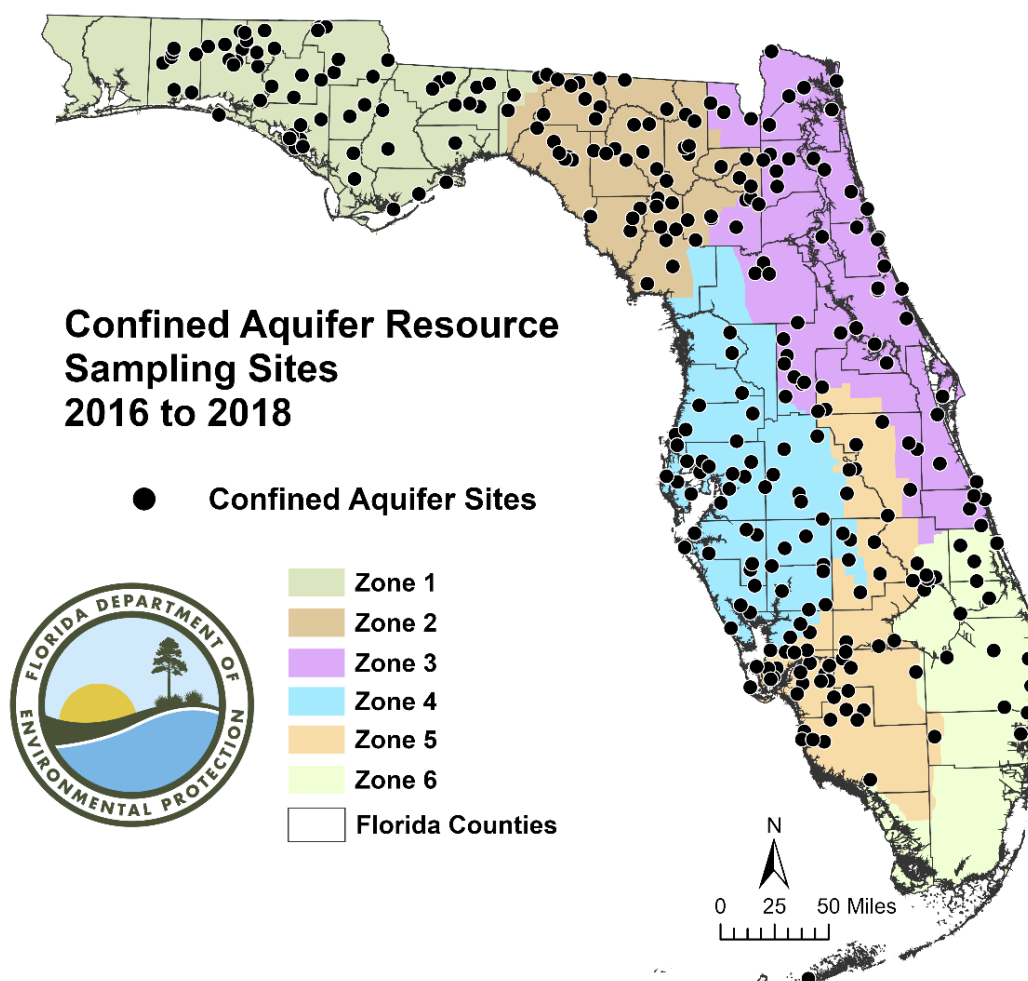 Confined Aquifer Resource
Sampling Sites
2016 to 2018
Confined Aquifer Sites
Zone 1
Zone 2
Zone 3
Zone 4
Zone 5
Zone 6
Florida Counties
FLORIDA DEPARTMENT OF
ENVIRONMENTAL PROTECTION
N
0 25 50 Miles